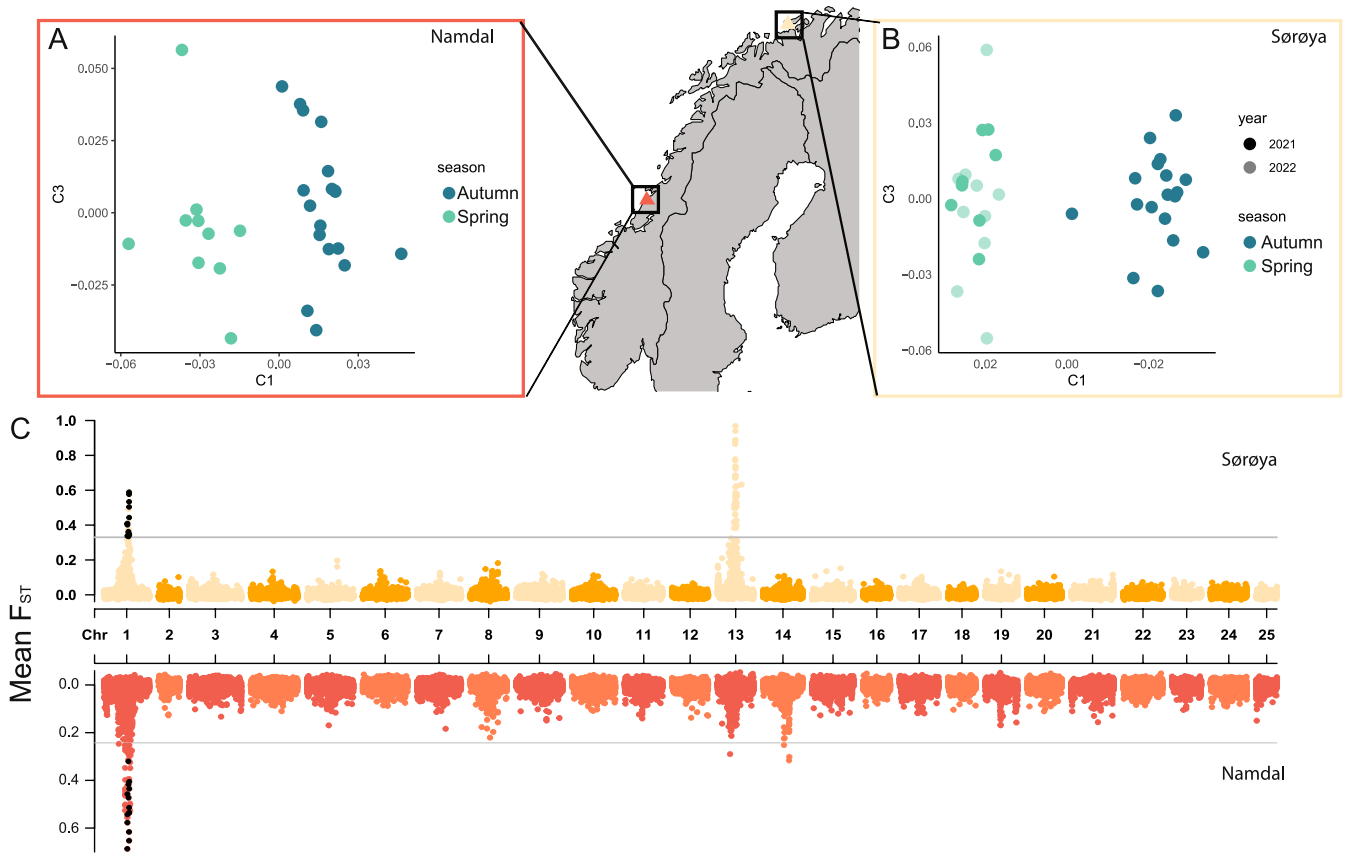 A
Namdal
0.050
0.025
0.000
−0.025
C3
−0.06
−0.03
0.00
0.03
C1
season
Autumn
Spring
B
Sørøya
0.06
0.03
0.00
−0.03
−0.06
C3
0.02
0.00
−0.02
C1
year
2021
2022
season
Autumn
Spring
C
Mean FST
1.0
0.8
0.6
0.4
0.2
0.0
Sørøya
Chr 1 2 3 4 5 6 7 8 9 10 11 12 13 14 15 16 17 18 19 20 21 22 23 24 25
0.0
0.2
0.4
0.6
Namdal